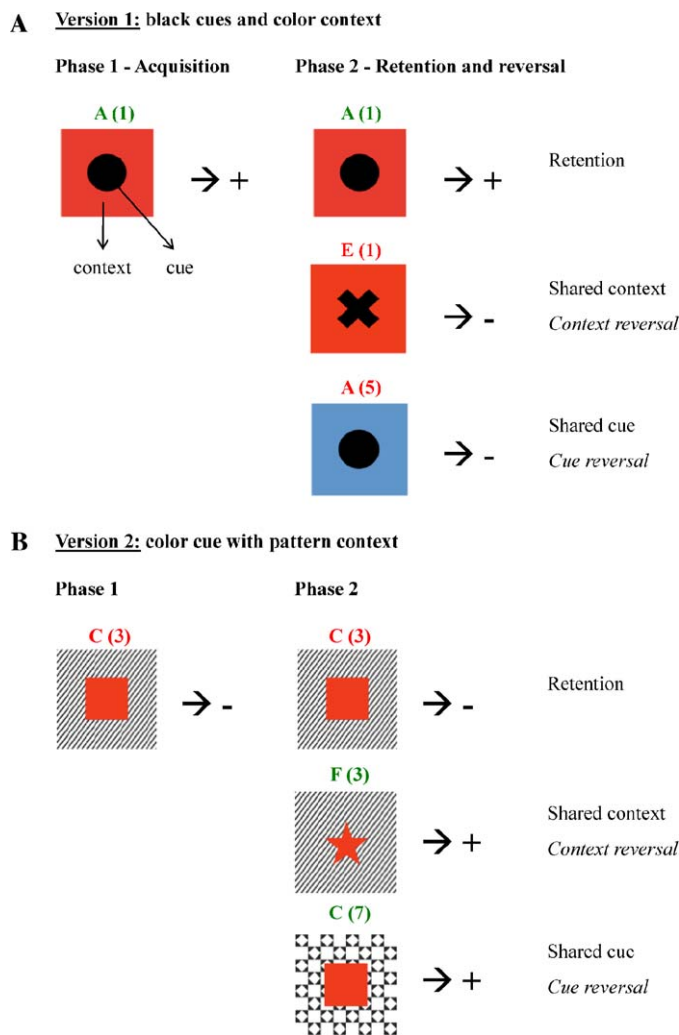 A Version 1: black cues and color context
Phase 1 - Acquisition Phase 2 - Retention and reversal
A (1) A (1)
→ + → + Retention
context cue
E (1)
→ - Shared context
Context reversal
A (5)
→ - Shared cue
Cue reversal
B Version 2: color cue with pattern context
Phase 1 Phase 2
C (3) C (3)
→ - → - Retention
F (3)
→ + Shared context
Context reversal
C (7)
→ + Shared cue
Cue reversal